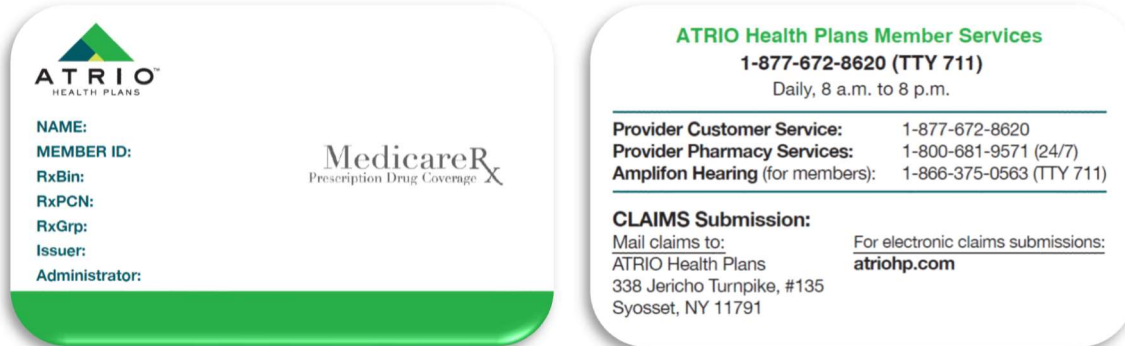 ATRIO™
HEALTH PLANS
NAME:
MEMBER ID:
RxBin:
RxPCN:
RxGrp:
Issuer:
Administrator:
MedicareRx
Prescription Drug Coverage
ATRIO Health Plans Member Services
1-877-672-8620 (TTY 711)
Daily, 8 a.m. to 8 p.m.
Provider Customer Service: 1-877-672-8620
Provider Pharmacy Services: 1-800-681-9571 (24/7)
Amplifon Hearing (for members): 1-866-375-0563 (TTY 711)
CLAIMS Submission:
Mail claims to:
ATRIO Health Plans
338 Jericho Turnpike, #135
Syosset, NY 11791
For electronic claims submissions:
atriohp.com